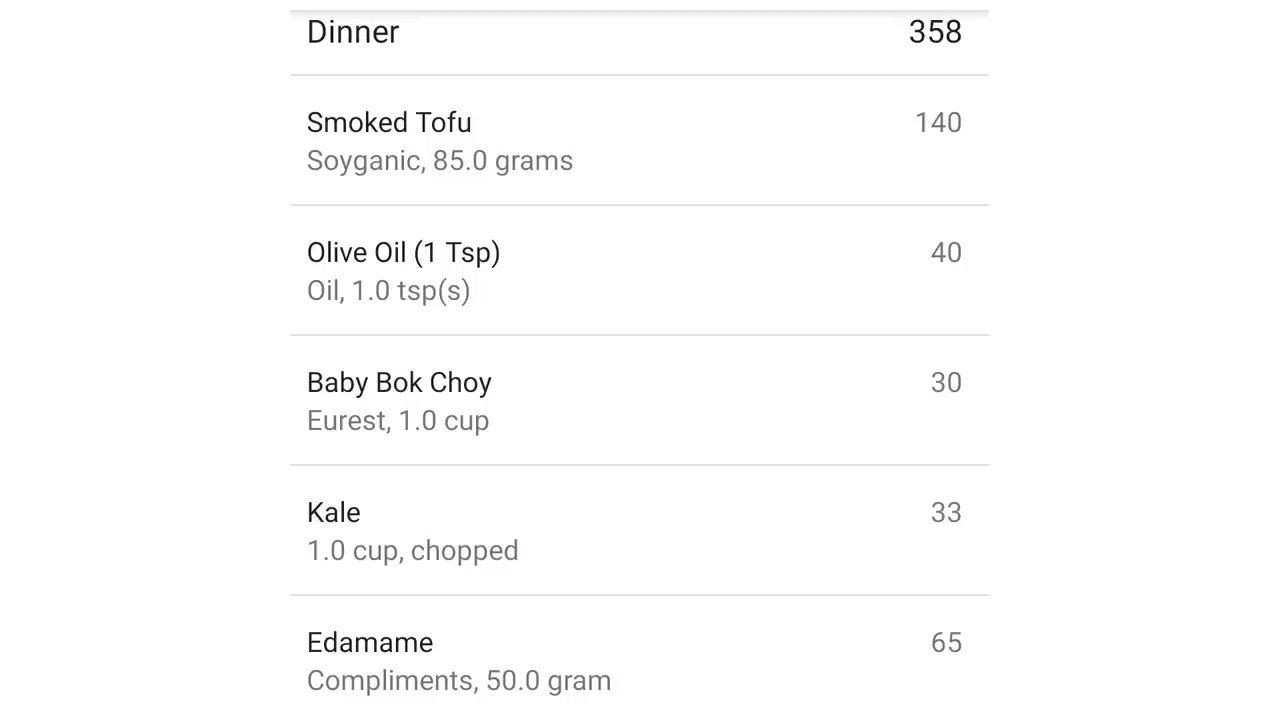 Dinner 358
Smoked Tofu 140
Soyganic, 85.0 grams
Olive Oil (1 Tsp) 40
Oil, 1.0 tsp(s)
Baby Bok Choy 30
Eurest, 1.0 cup
Kale 33
1.0 cup, chopped
Edamame 65
Compliments, 50.0 gram